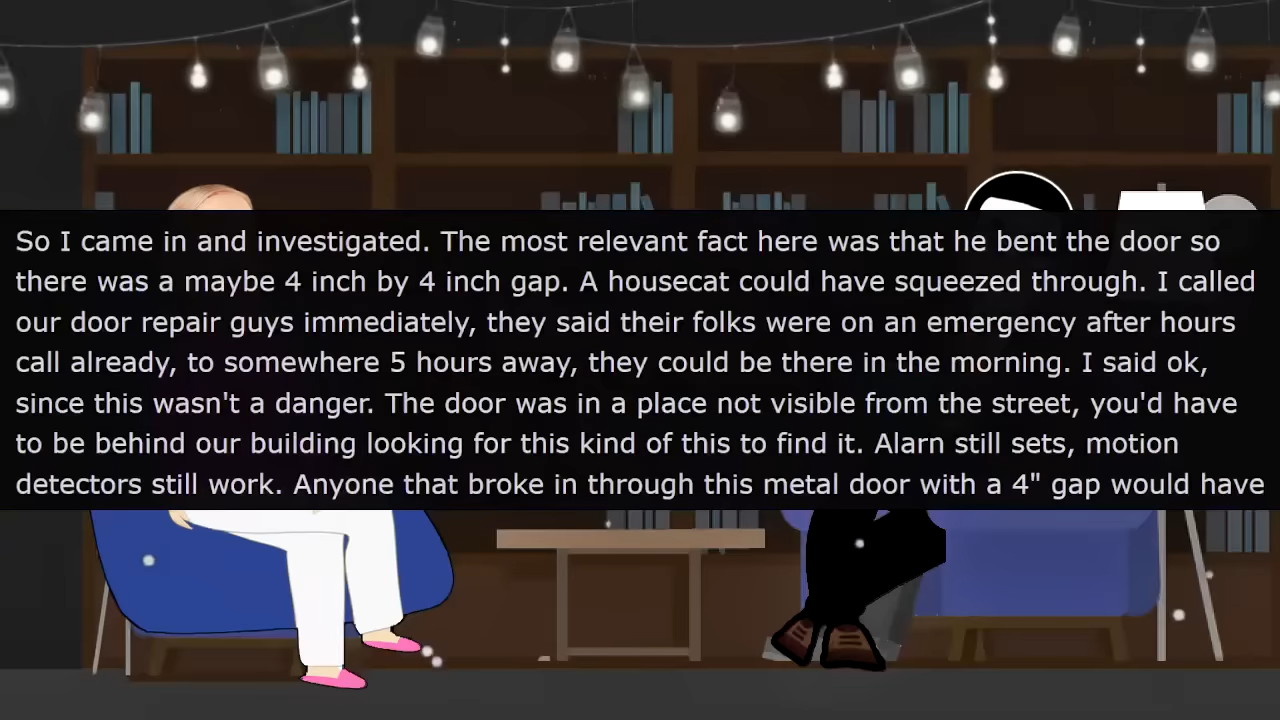 So I came in and investigated. The most relevant fact here was that he bent the door so
there was a maybe 4 inch by 4 inch gap. A housecat could have squeezed through. I called
our door repair guys immediately, they said their folks were on an emergency after hours
call already, to somewhere 5 hours away, they could be there in the morning. I said ok,
since this wasn't a danger. The door was in a place not visible from the street, you'd have
to be behind our building looking for this kind of this to find it. Alarn still sets, motion
detectors still work. Anyone that broke in through this metal door with a 4" gap would have